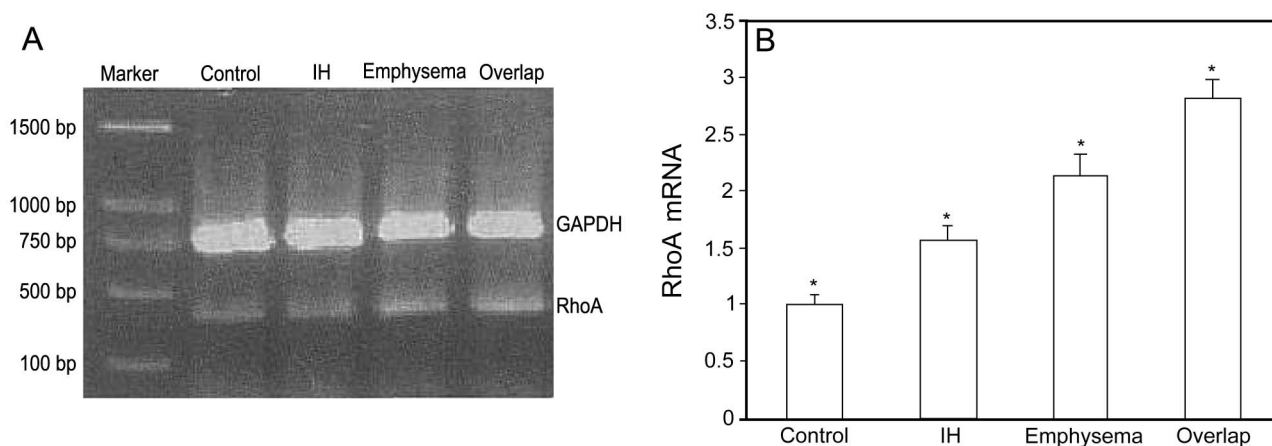 A
Marker Control IH Emphysema Overlap
1500 bp
1000 bp
750 bp
500 bp
100 bp
GAPDH
RhoA
B
RhoA mRNA
3.5
3
2.5
2
1.5
1
0.5
0
*
*
*
*
Control IH Emphysema Overlap